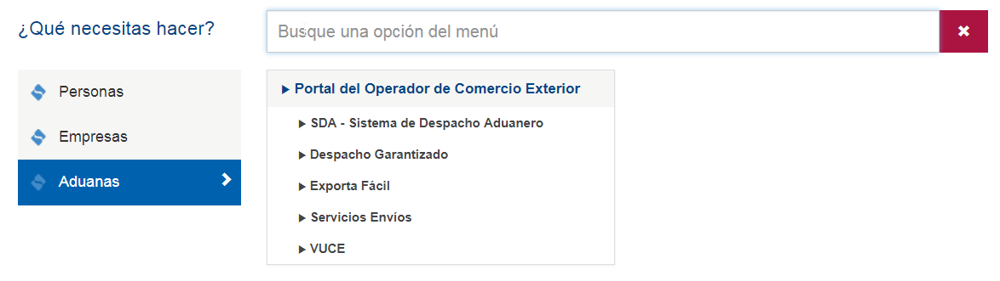 ¿Qué necesitas hacer?
Busque una opción del menú
Personas
Empresas
Aduanas
Portal del Operador de Comercio Exterior
SDA - Sistema de Despacho Aduanero
Despacho Garantizado
Exporta Fácil
Servicios Envíos
VUCE